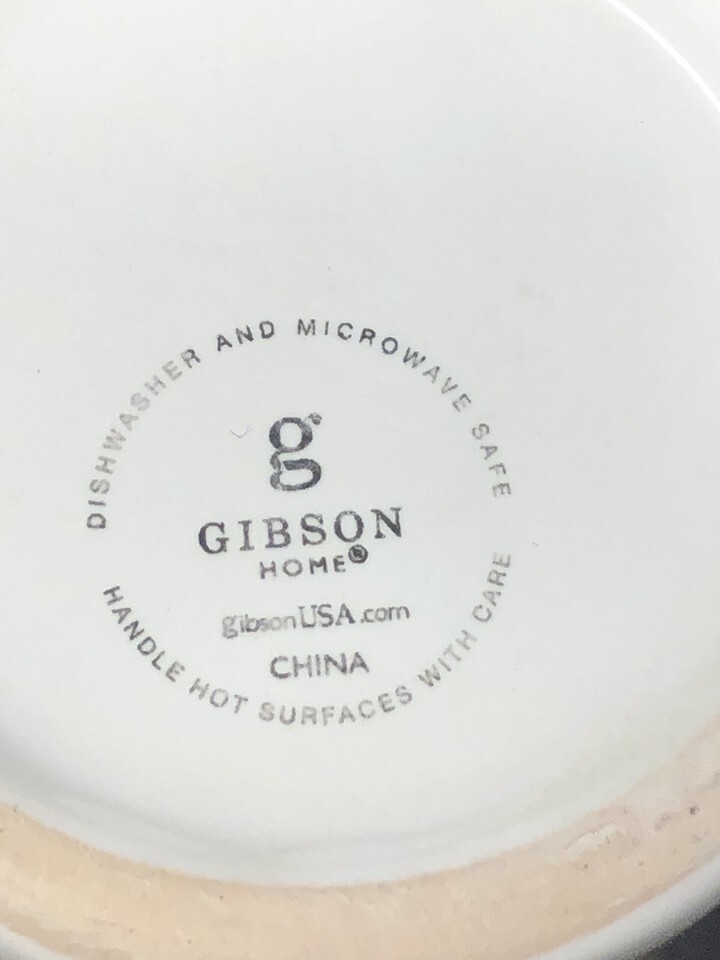 DISHWASHER AND MICROWAVE SAFE
g
GIBSON
HOME®
gibsonUSA.com
CHINA
HANDLE HOT SURFACES WITH CARE